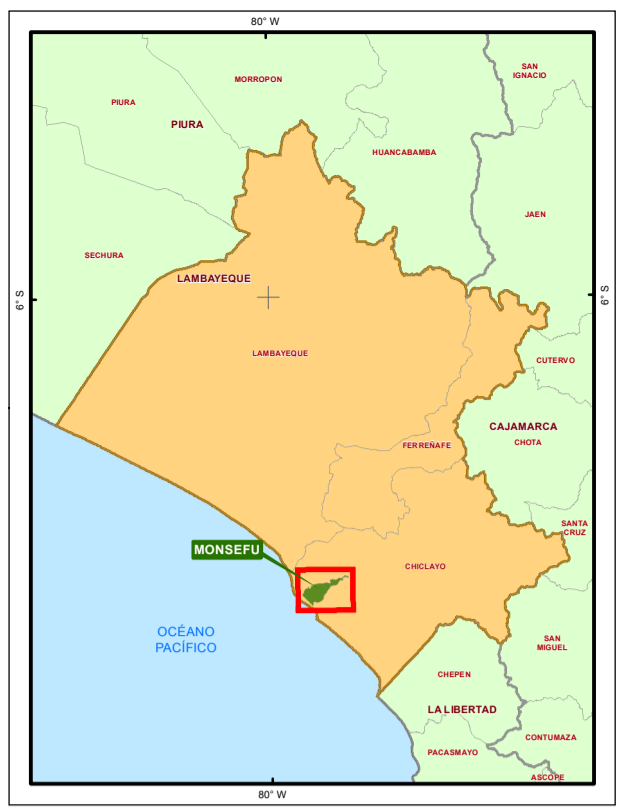 80° W
SAN
IGNACIO
MORROPON
PIURA
PIURA
HUANCABAMBA
JAEN
SECHURA
LAMBAYEQUE
6° S
6° S
LAMBAYEQUE
CUTERVO
CAJAMARCA
CHOTA
FERREÑAFE
SANTA
CRUZ
MONSEFU
CHICLAYO
OCÉANO
PACÍFICO
SAN
MIGUEL
CHEPEN
LA LIBERTAD
CONTUMAZA
PACASMAYO
ASCOPE
80° W